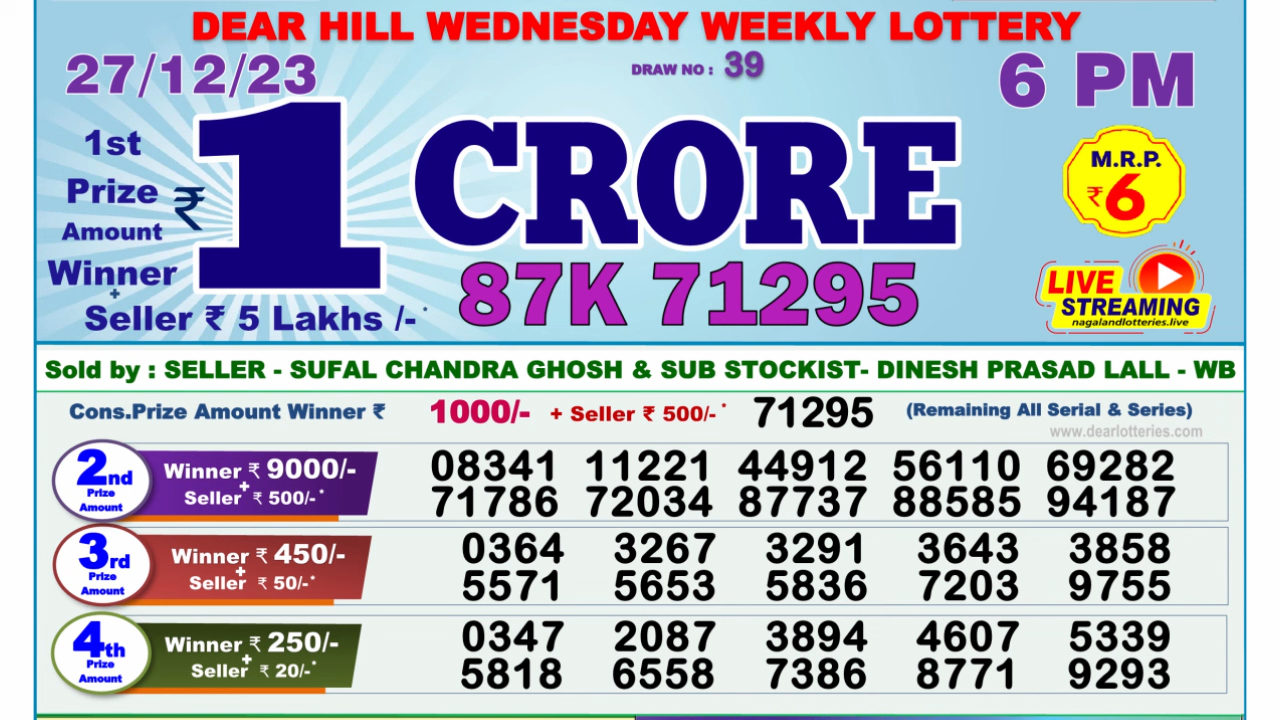 DEAR HILL WEDNESDAY WEEKLY LOTTERY
27/12/23
DRAW NO : 39
6 PM
1st
Prize
Amount
Winner
₹ 1 CRORE
+
Seller ₹ 5 Lakhs /- *
87K 71295
M.R.P.
₹6
LIVE
STREAMING
nagalandlotteries.live
Sold by : SELLER - SUFAL CHANDRA GHOSH & SUB STOCKIST- DINESH PRASAD LALL - WB
Cons.Prize Amount Winner ₹ 1000/- + Seller ₹ 500/- * 71295 (Remaining All Serial & Series)
www.dearlotteries.com
2nd
Prize
Amount
Winner ₹ 9000/-
+
Seller ₹ 500/- *
08341 11221 44912 56110 69282
71786 72034 87737 88585 94187
3rd
Prize
Amount
Winner ₹ 450/-
+
Seller ₹ 50/- *
0364 3267 3291 3643 3858
5571 5653 5836 7203 9755
4th
Prize
Amount
Winner ₹ 250/-
+
Seller ₹ 20/- *
0347 2087 3894 4607 5339
5818 6558 7386 8771 9293